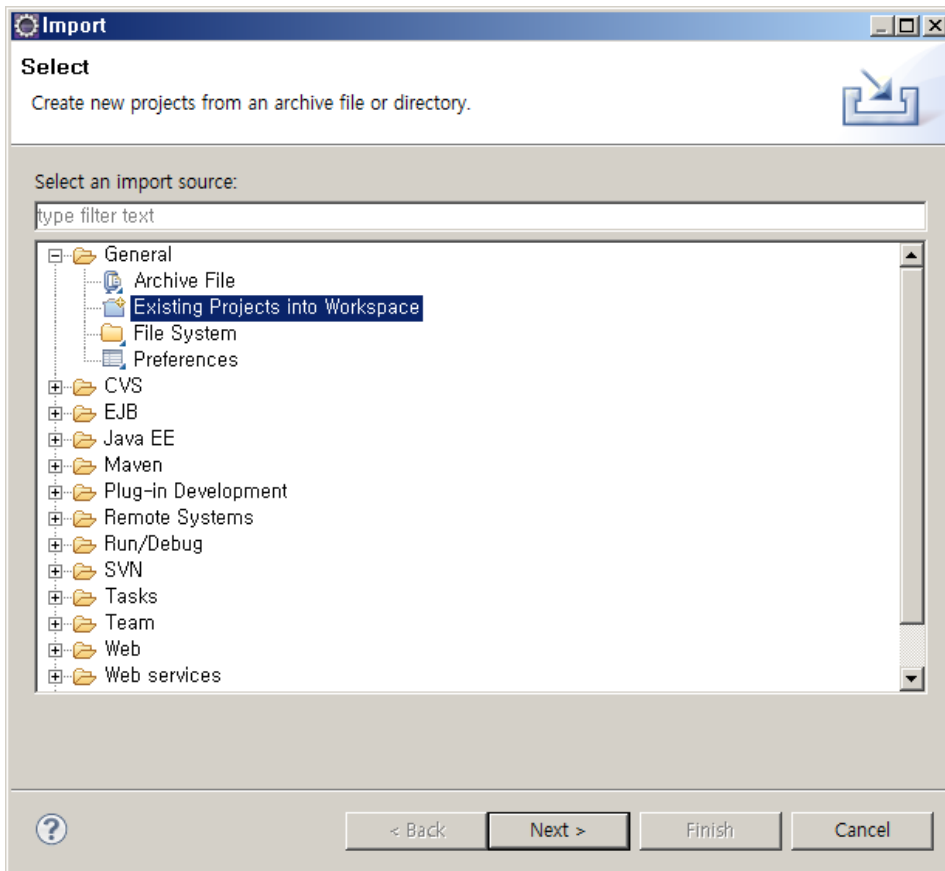 Import
Select
Create new projects from an archive file or directory.
Select an import source:
type filter text
General
Archive File
Existing Projects into Workspace
File System
Preferences
CVS
EJB
Java EE
Maven
Plug-in Development
Remote Systems
Run/Debug
SVN
Tasks
Team
Web
Web services
? < Back Next > Finish Cancel